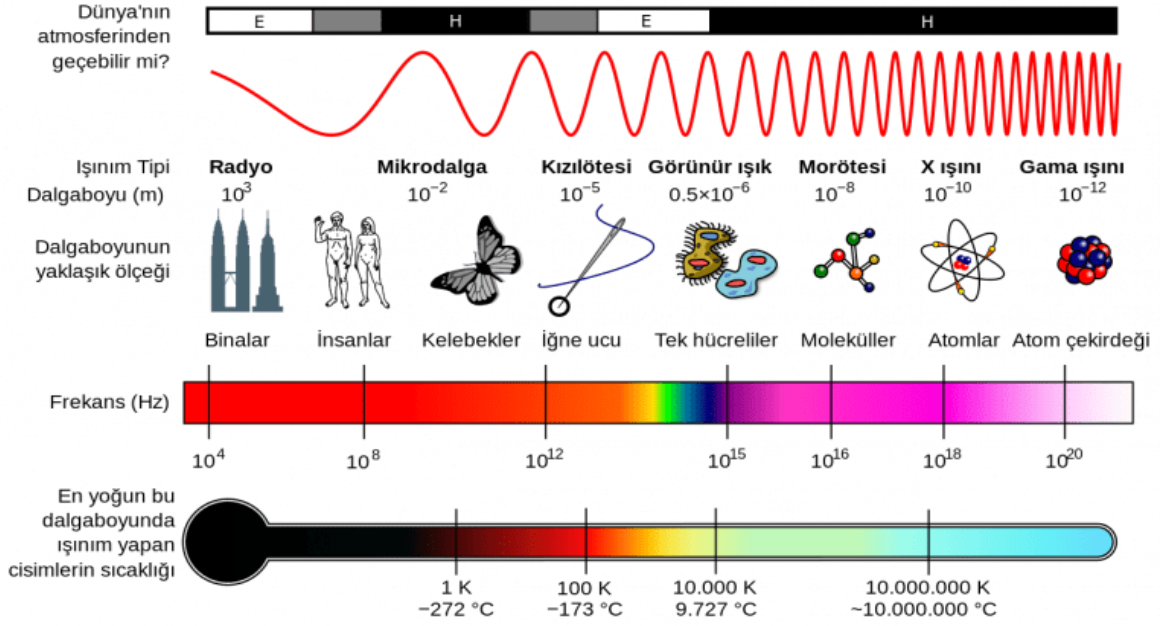 Dünya'nın
atmosferinden
geçebilir mi?
E H E H
Işınım Tipi Radyo Mikrodalga Kızılötesi Görünür ışık Morötesi X ışını Gama ışını
Dalgaboyu (m) 10³ 10⁻² 10⁻⁵ 0.5×10⁻⁶ 10⁻⁸ 10⁻¹⁰ 10⁻¹²
Dalgaboyunun
yaklaşık ölçeği
Binalar İnsanlar Kelebekler İğne ucu Tek hücreliler Moleküller Atomlar Atom çekirdeği
Frekans (Hz)
10⁴ 10⁸ 10¹² 10¹⁵ 10¹⁶ 10¹⁸ 10²⁰
En yoğun bu
dalgaboyunda
ışınım yapan
cisimlerin sıcaklığı
1 K 100 K 10.000 K 10.000.000 K
−272 °C −173 °C 9.727 °C ~10.000.000 °C